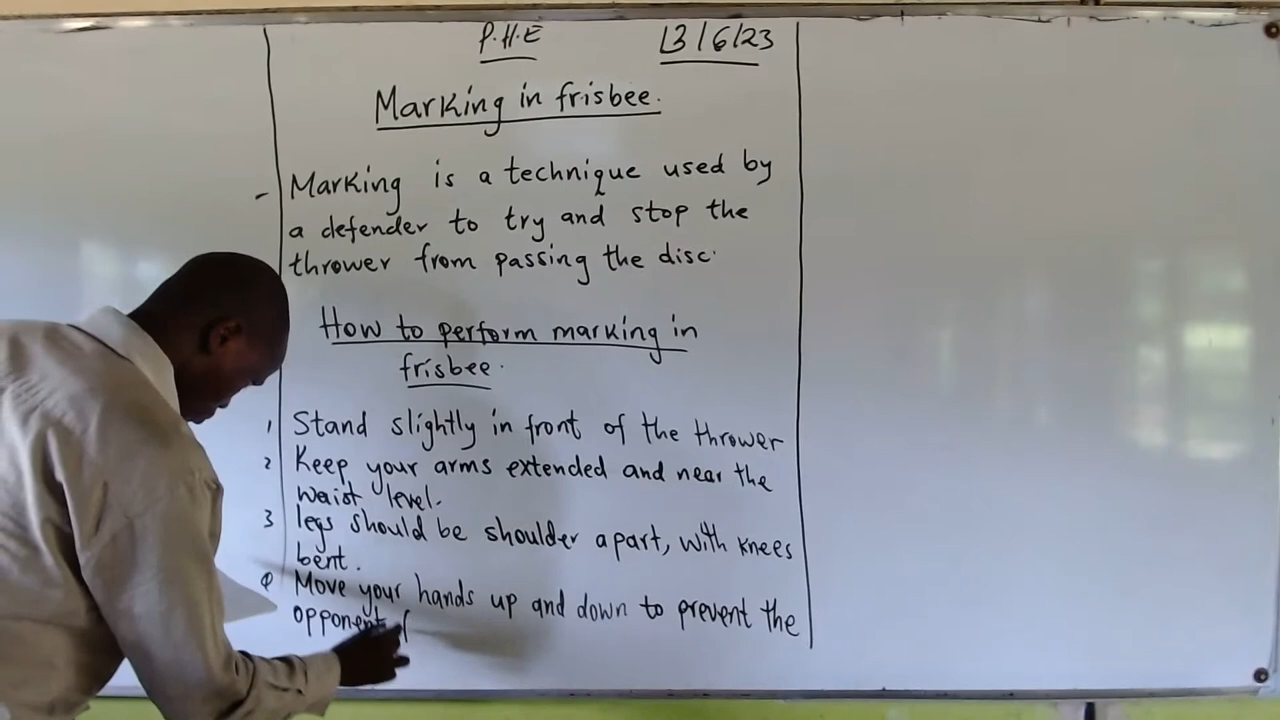 P.H.E 13/6/23
Marking in frisbee.
- Marking is a technique used by
a defender to try and stop the
thrower from passing the disc.
How to perform marking in
frisbee.
1 Stand slightly in front of the thrower
2 Keep your arms extended and near the
waist level.
3 legs should be shoulder apart, with knees
bent.
Move your hands up and down to prevent the
opponent